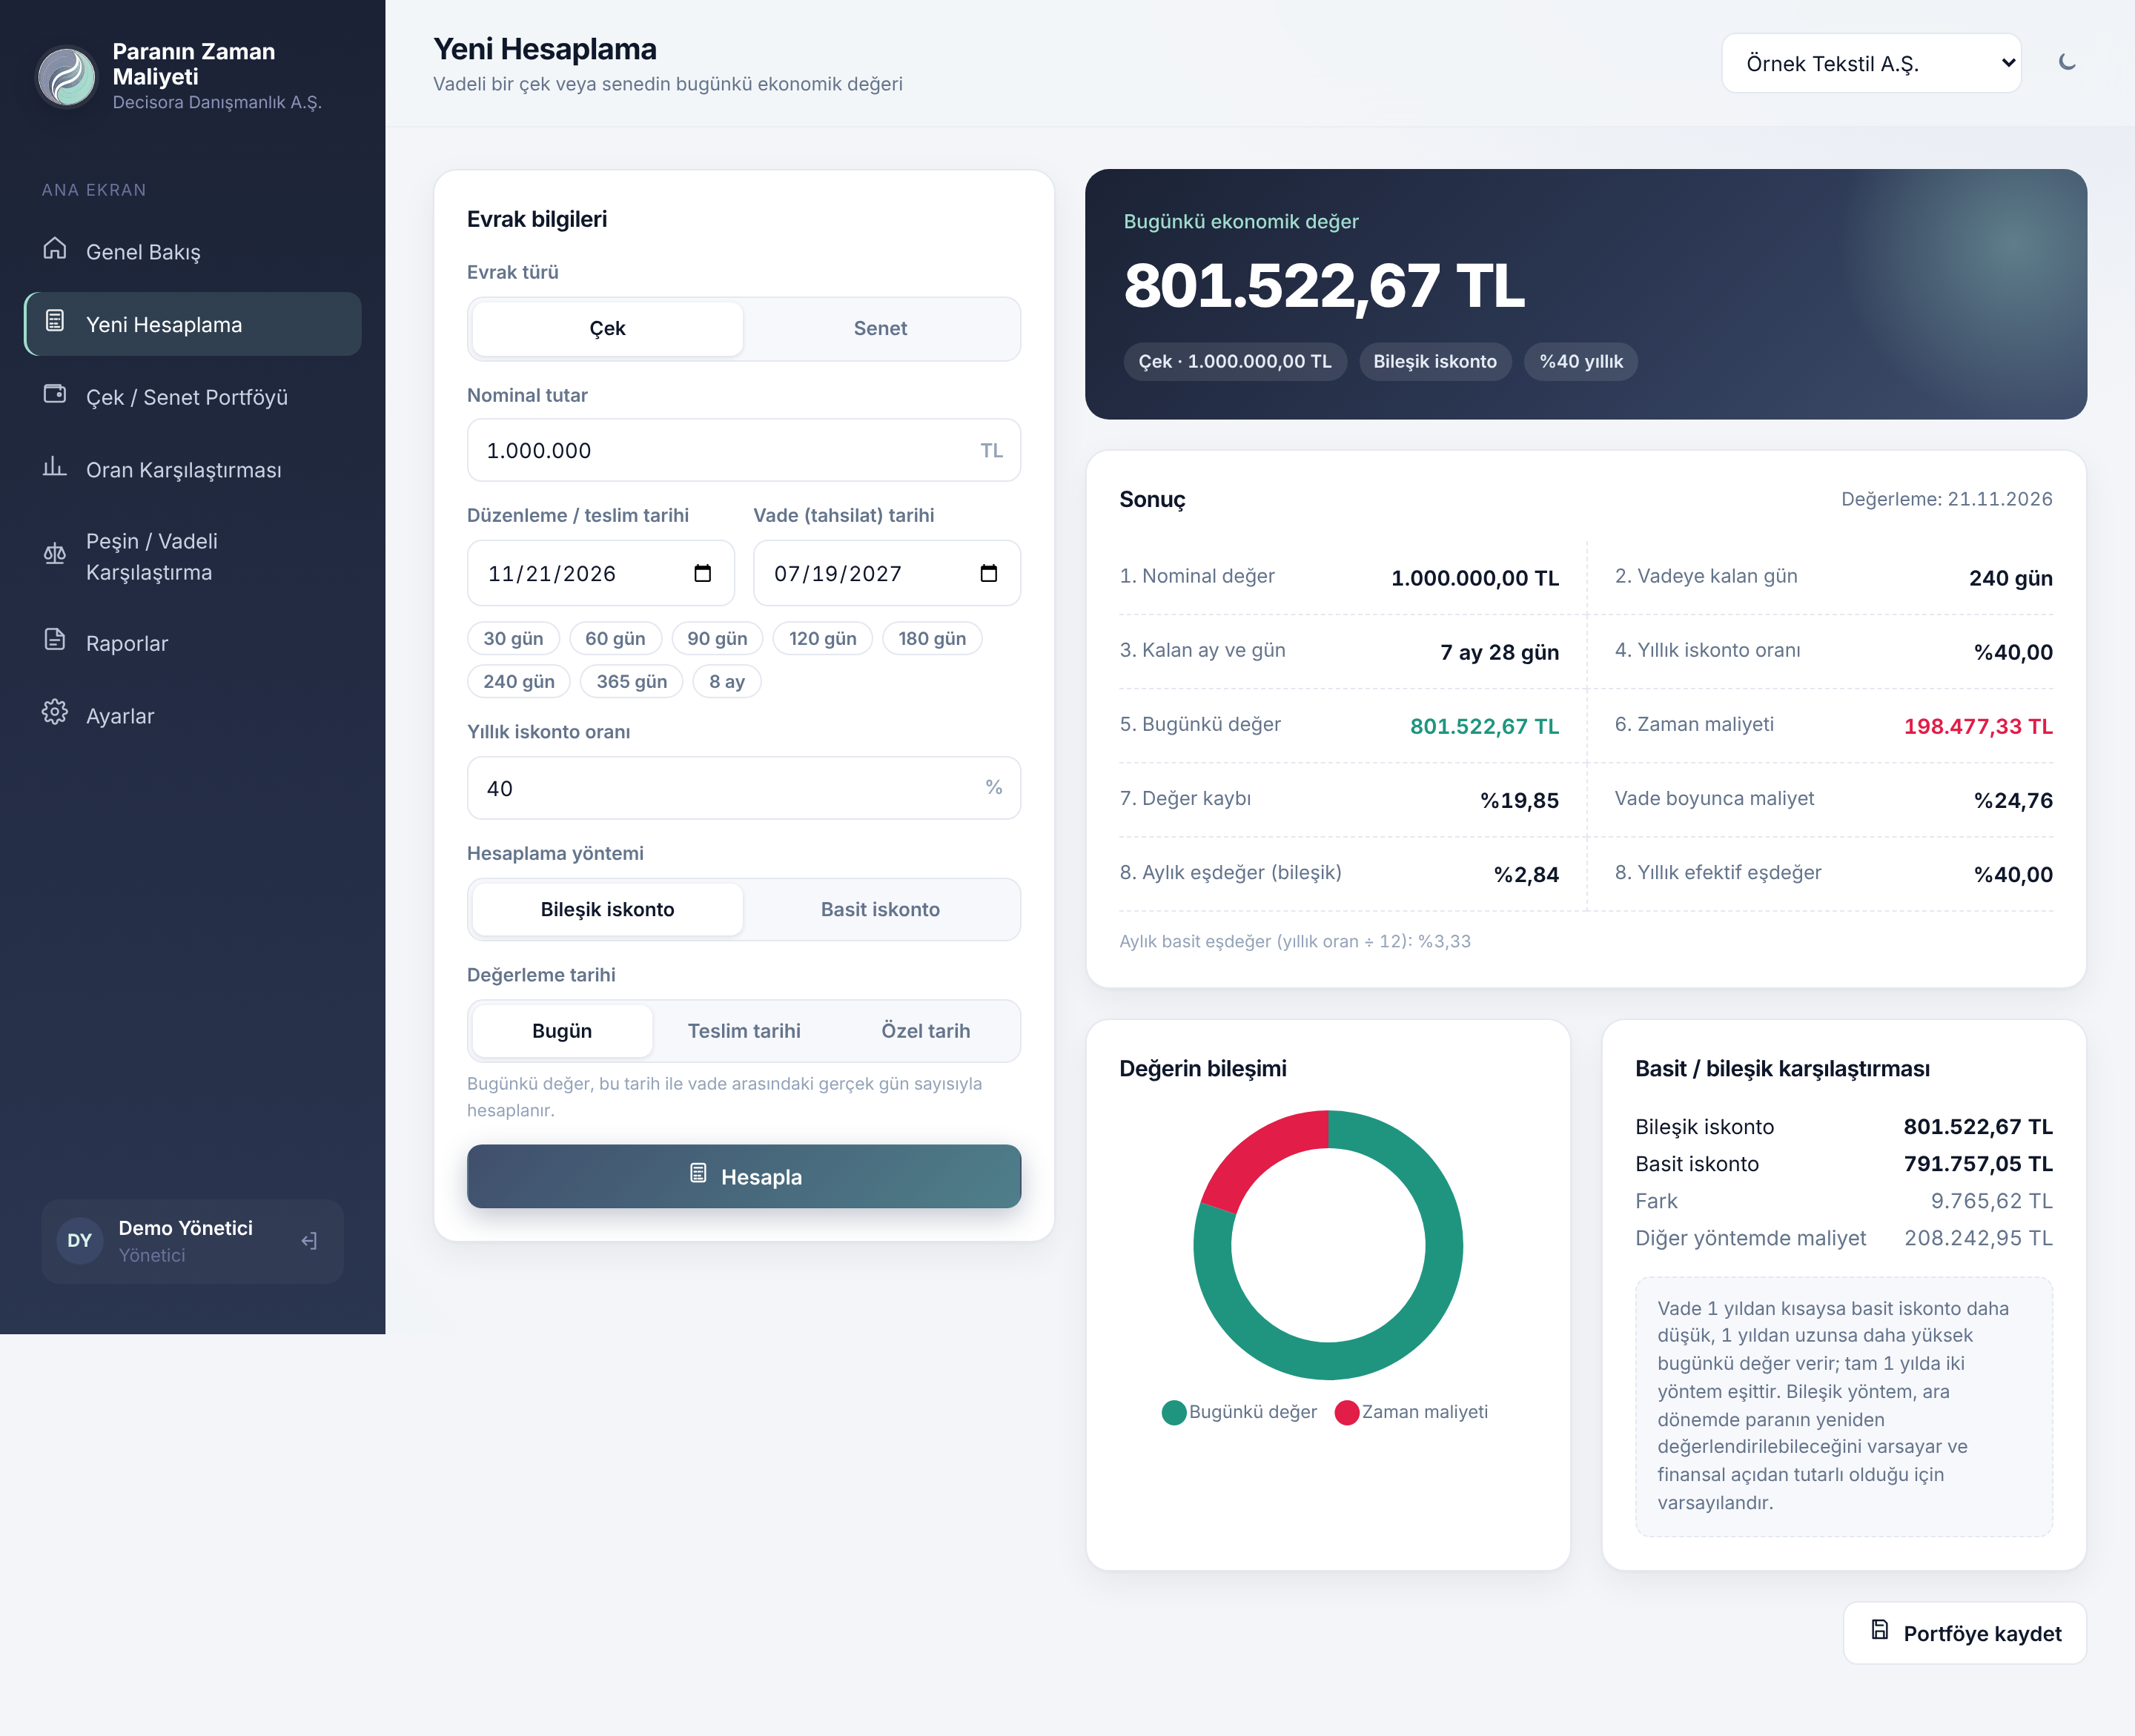 Paranın Zaman
Maliyeti
Decisora Danışmanlık A.Ş.
ANA EKRAN
Genel Bakış
Yeni Hesaplama
Çek / Senet Portföyü
Oran Karşılaştırması
Peşin / Vadeli
Karşılaştırma
Raporlar
Ayarlar
DY
Demo Yönetici
Yönetici
Yeni Hesaplama
Vadeli bir çek veya senedin bugünkü ekonomik değeri
Örnek Tekstil A.Ş.
Evrak bilgileri
Evrak türü
Çek Senet
Nominal tutar
1.000.000 TL
Düzenleme / teslim tarihi Vade (tahsilat) tarihi
11/21/2026 07/19/2027
30 gün 60 gün 90 gün 120 gün 180 gün
240 gün 365 gün 8 ay
Yıllık iskonto oranı
40 %
Hesaplama yöntemi
Bileşik iskonto Basit iskonto
Değerleme tarihi
Bugün Teslim tarihi Özel tarih
Bugünkü değer, bu tarih ile vade arasındaki gerçek gün sayısıyla
hesaplanır.
Hesapla
Bugünkü ekonomik değer
801.522,67 TL
Çek · 1.000.000,00 TL Bileşik iskonto %40 yıllık
Sonuç Değerleme: 21.11.2026
1. Nominal değer 1.000.000,00 TL 2. Vadeye kalan gün 240 gün
3. Kalan ay ve gün 7 ay 28 gün 4. Yıllık iskonto oranı %40,00
5. Bugünkü değer 801.522,67 TL 6. Zaman maliyeti 198.477,33 TL
7. Değer kaybı %19,85 Vade boyunca maliyet %24,76
8. Aylık eşdeğer (bileşik) %2,84 8. Yıllık efektif eşdeğer %40,00
Aylık basit eşdeğer (yıllık oran ÷ 12): %3,33
Değerin bileşimi
Bugünkü değer Zaman maliyeti
Basit / bileşik karşılaştırması
Bileşik iskonto 801.522,67 TL
Basit iskonto 791.757,05 TL
Fark 9.765,62 TL
Diğer yöntemde maliyet 208.242,95 TL
Vade 1 yıldan kısaysa basit iskonto daha
düşük, 1 yıldan uzunsa daha yüksek
bugünkü değer verir; tam 1 yılda iki
yöntem eşittir. Bileşik yöntem, ara
dönemde paranın yeniden
değerlendirilebileceğini varsayar ve
finansal açıdan tutarlı olduğu için
varsayılandır.
Portföye kaydet